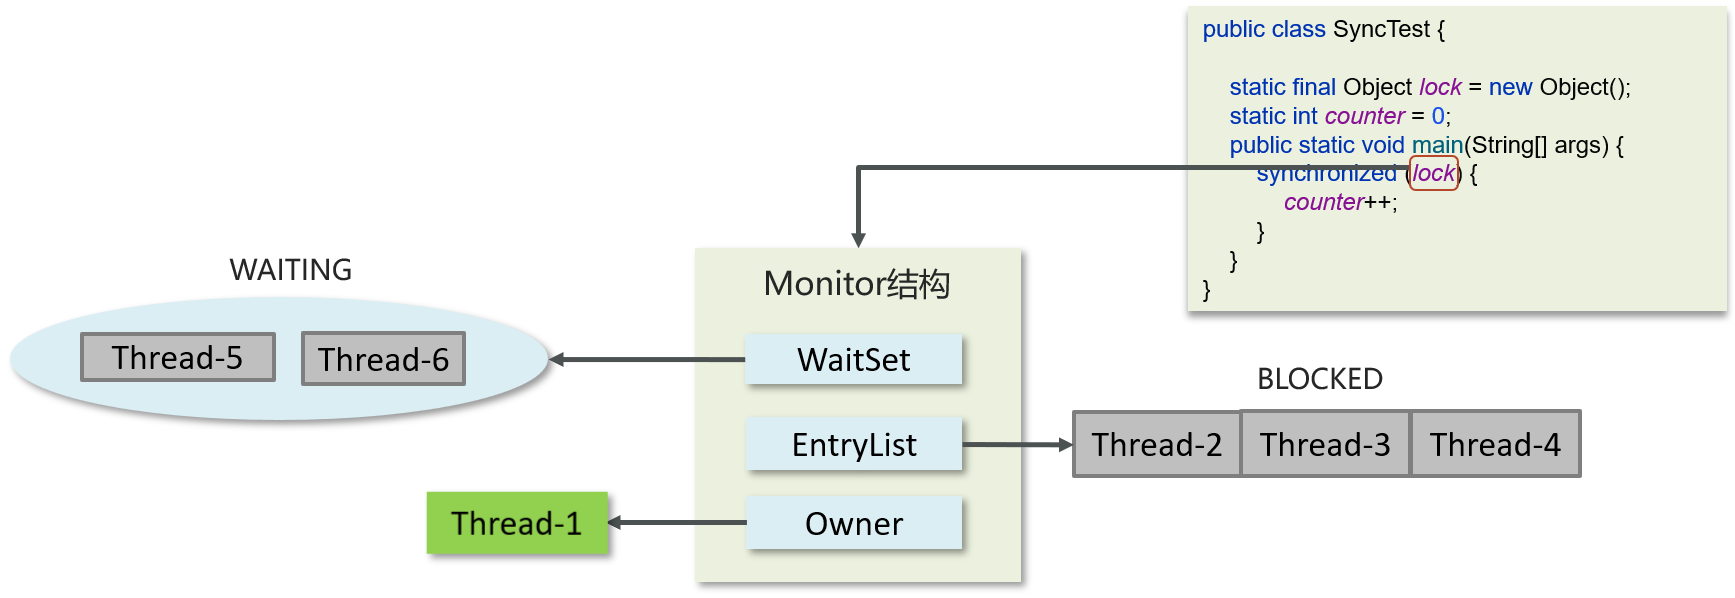 public class SyncTest {
static final Object lock = new Object();
static int counter = 0;
public static void main(String[] args) {
synchronized (lock) {
counter++;
}
}
}
WAITING
Thread-5
Thread-6
Monitor结构
WaitSet
EntryList
Owner
BLOCKED
Thread-2
Thread-3
Thread-4
Thread-1